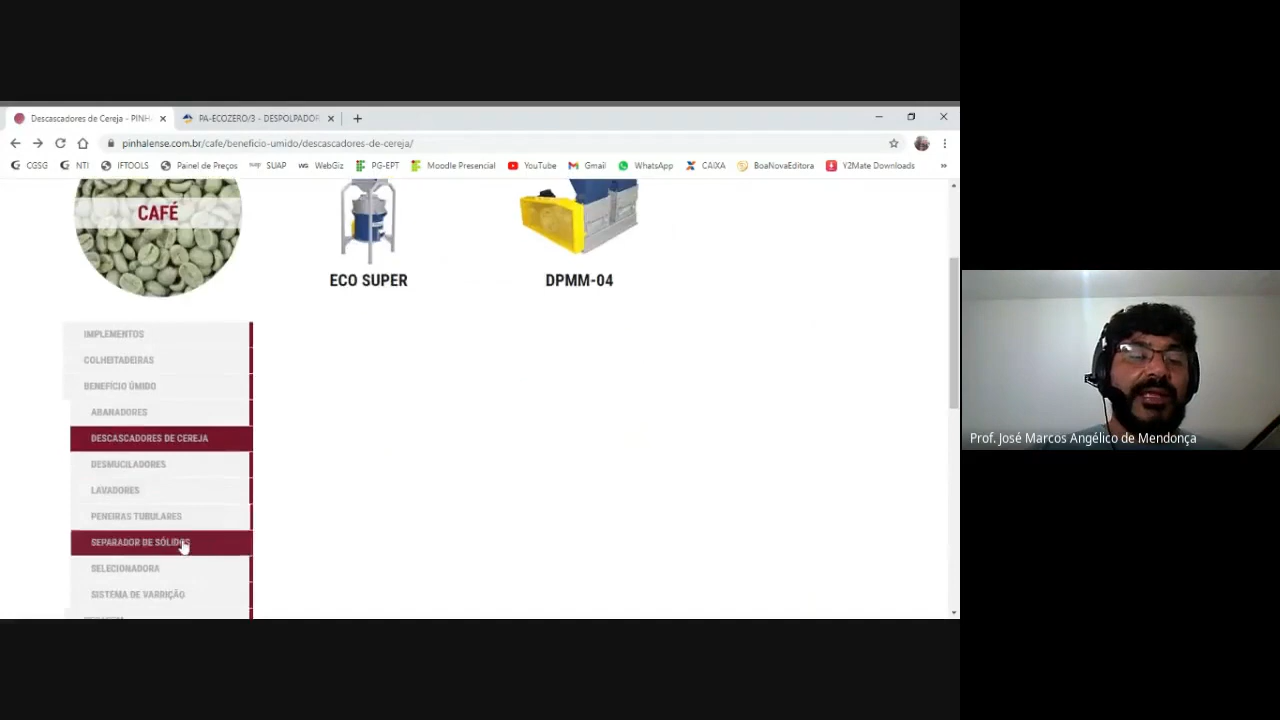 Descascadores de Cereja - PINH
PA-ECOZERO/3 - DESPOLPADOR
pinhalense.com.br/cafe/beneficio-umido/descascadores-de-cereja/
CGSG
NTI
IFTOOLS
Painel de Preços
SUAP
WebGiz
PG-EPT
Moodle Presencial
YouTube
Gmail
WhatsApp
CAIXA
BoaNovaEditora
Y2Mate Downloads
CAFÉ
ECO SUPER
DPMM-04
IMPLEMENTOS
COLHEITADEIRAS
BENEFÍCIO ÚMIDO
ABANADORES
DESCASCADORES DE CEREJA
DESMUCILADORES
LAVADORES
PENEIRAS TUBULARES
SEPARADOR DE SÓLIDOS
SELECIONADORA
SISTEMA DE VARRIÇÃO
Prof. José Marcos Angélico de Mendonça